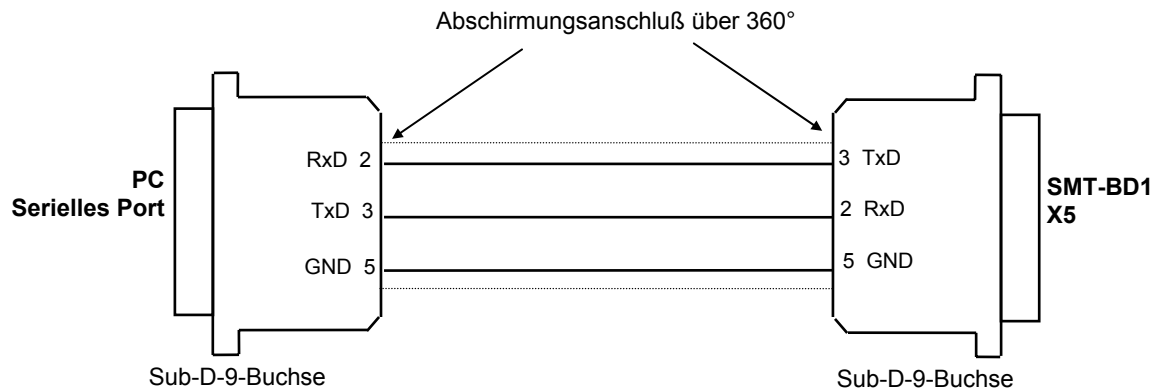 Abschirmungsanschluß über 360°
RxD 2
3 TxD
PC
Serielles Port
TxD 3
2 RxD
SMT-BD1
X5
GND 5
5 GND
Sub-D-9-Buchse
Sub-D-9-Buchse